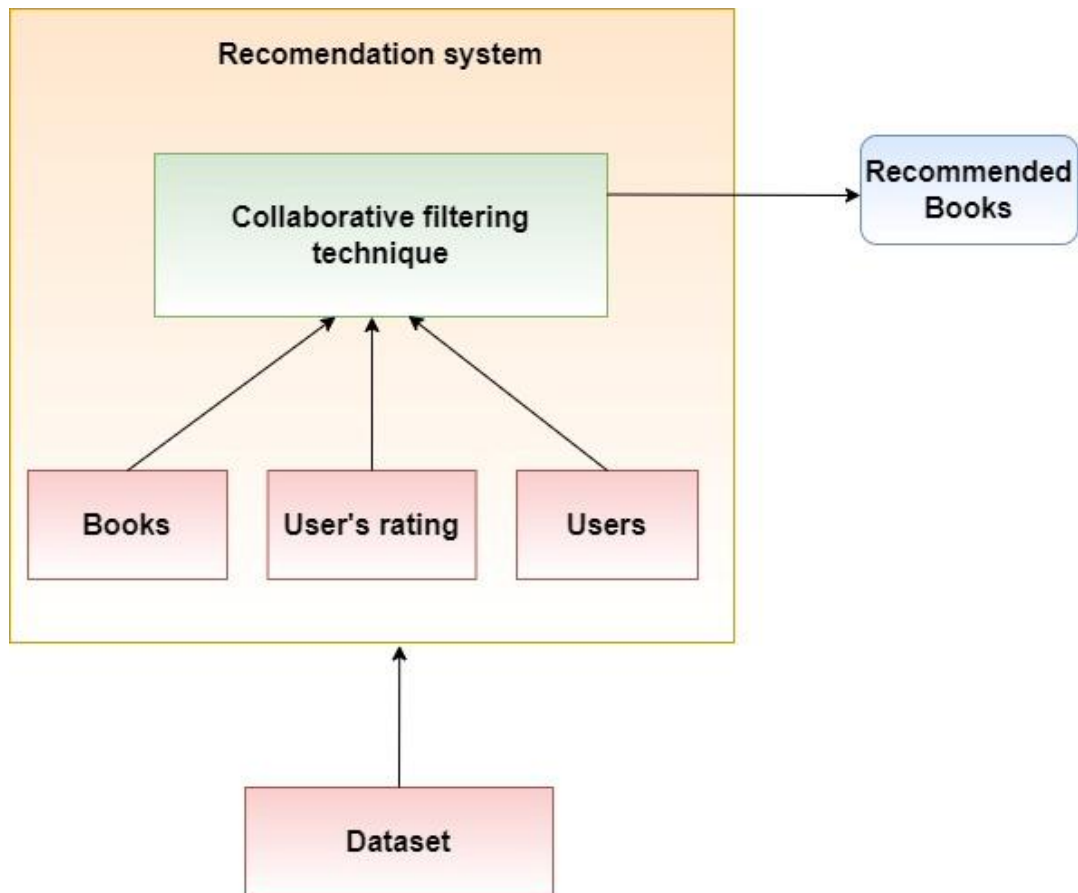 Recomendation system
Collaborative filtering
technique
Recommended
Books
Books
User's rating
Users
Dataset